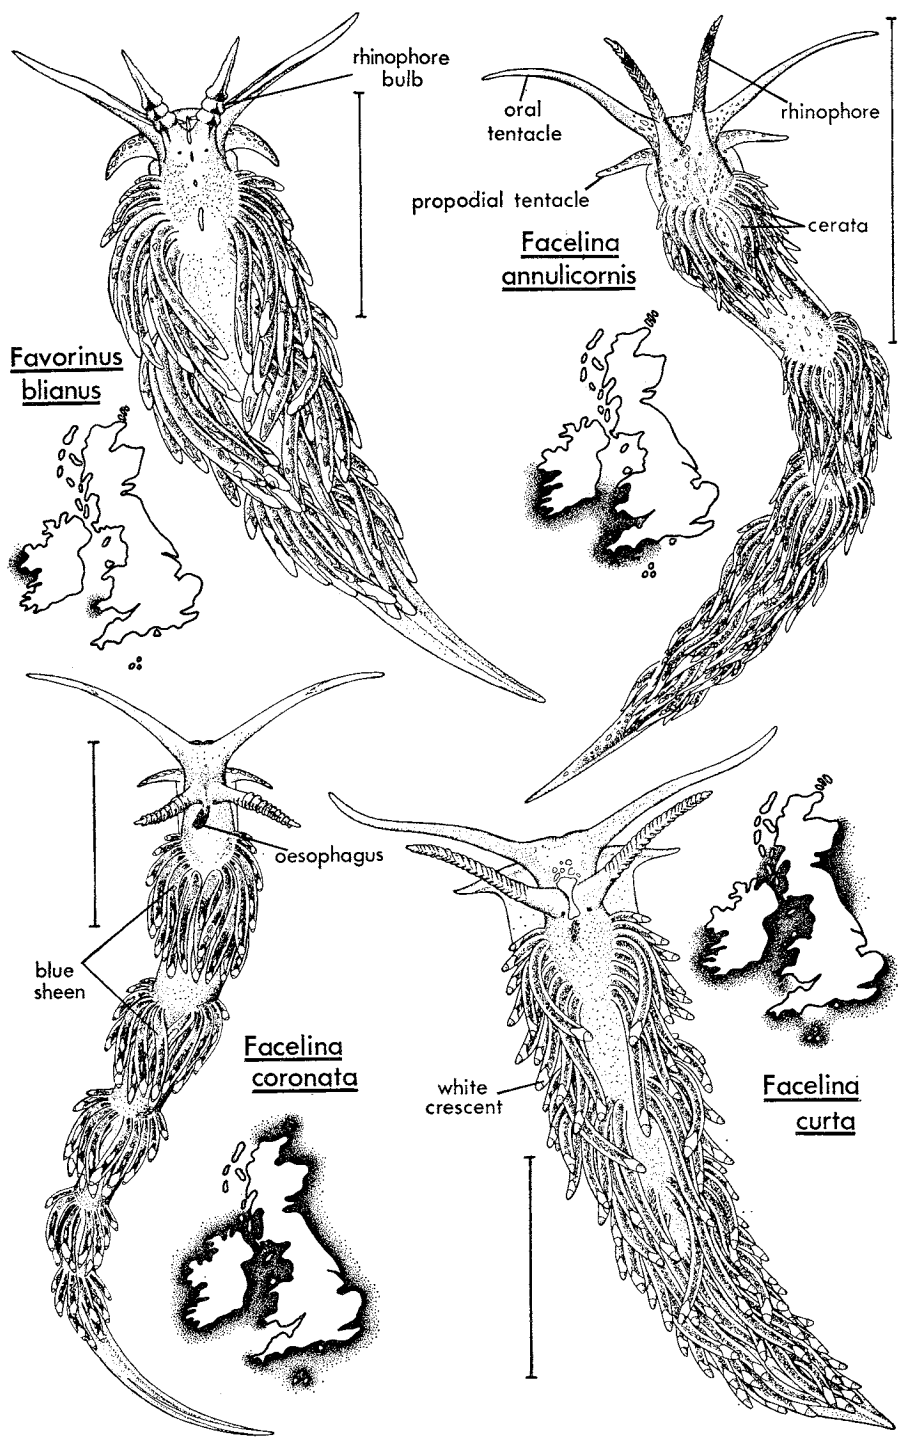 rhinophore
bulb
oral
tentacle
rhinophore
propodial tentacle
cerata
Facelina
annulicornis
Favorinus
blianus
oesophagus
blue
sheen
Facelina
coronata
white
crescent
Facelina
curta